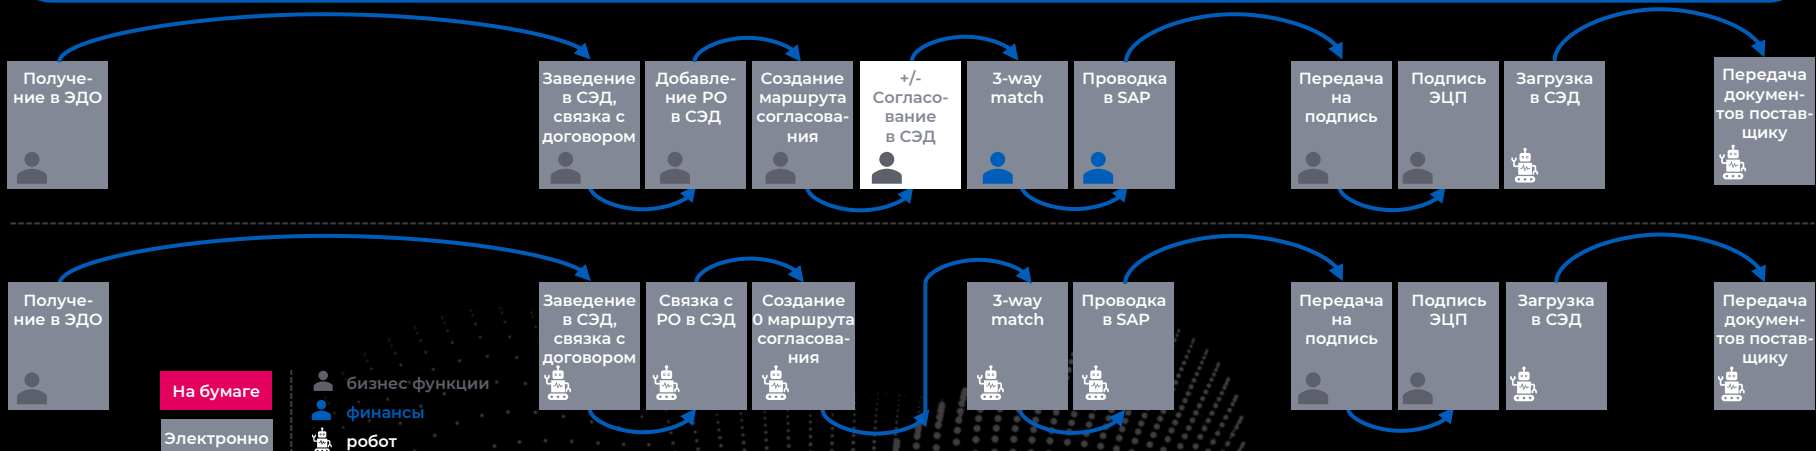 Получе-
ние в ЭДО
Заведение
в СЭД,
связка с
договором
Добавле-
ние РО
в СЭД
Создание
маршрута
согласова-
ния
+/-
Согласо-
вание
в СЭД
3-way
match
Проводка
в SAP
Передача
на
подпись
Подпись
ЭЦП
Загрузка
в СЭД
Передача
докумен-
тов постав-
щику
Получе-
ние в ЭДО
Заведение
в СЭД,
связка с
договором
Связка с
РО в СЭД
Создание
0 маршрута
согласова-
ния
3-way
match
Проводка
в SAP
Передача
на
подпись
Подпись
ЭЦП
Загрузка
в СЭД
Передача
докумен-
тов постав-
щику
На бумаге
Электронно
бизнес-функции
финансы
робот